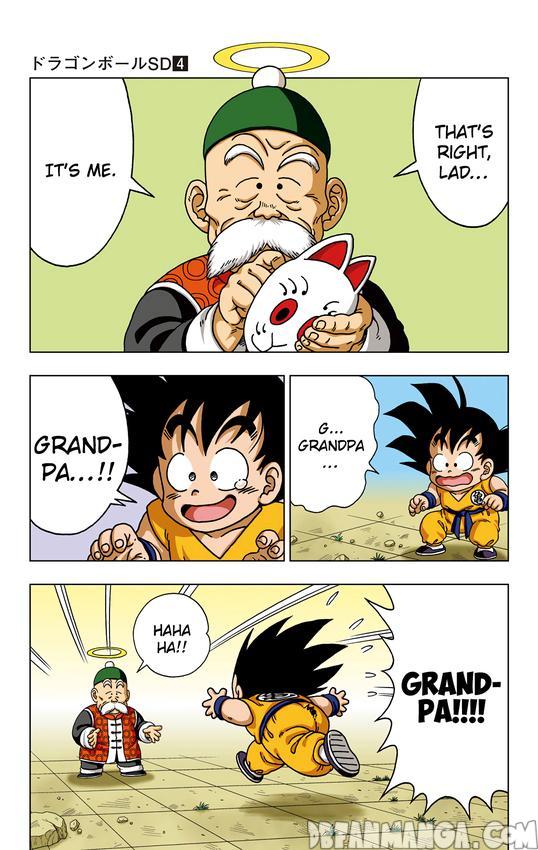 ドラゴンボールSD4
THAT'S
RIGHT,
LAD...
IT'S ME.
G...
GRANDPA
...
GRAND-
PA...!!
GRAND-
PA!!!!
HAHA
HA!!
DBFANMANGA.COM